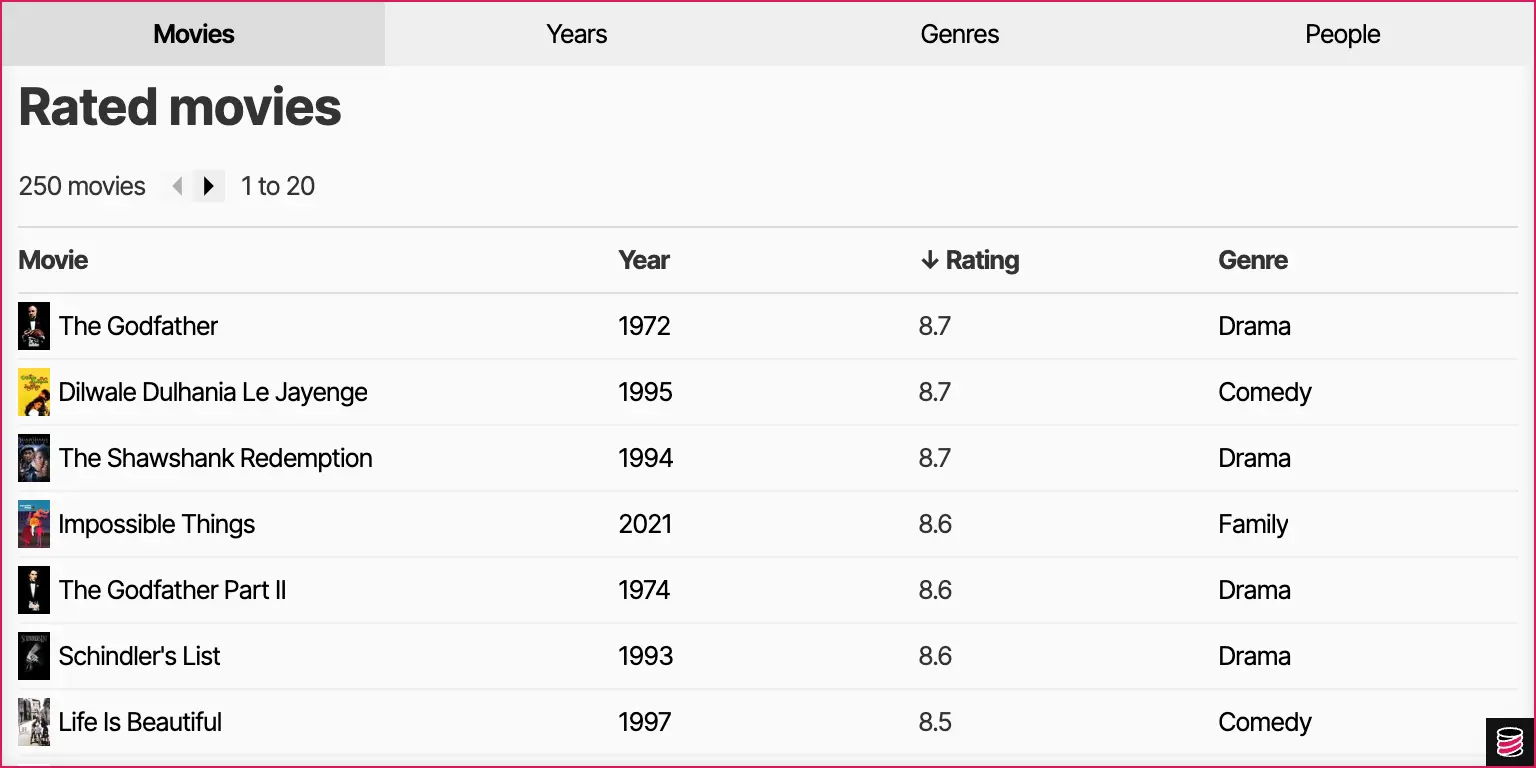 Movies Years Genres People
Rated movies
250 movies 1 to 20
Movie Year ↓ Rating Genre
The Godfather 1972 8.7 Drama
Dilwale Dulhania Le Jayenge 1995 8.7 Comedy
The Shawshank Redemption 1994 8.7 Drama
Impossible Things 2021 8.6 Family
The Godfather Part II 1974 8.6 Drama
Schindler's List 1993 8.6 Drama
Life Is Beautiful 1997 8.5 Comedy